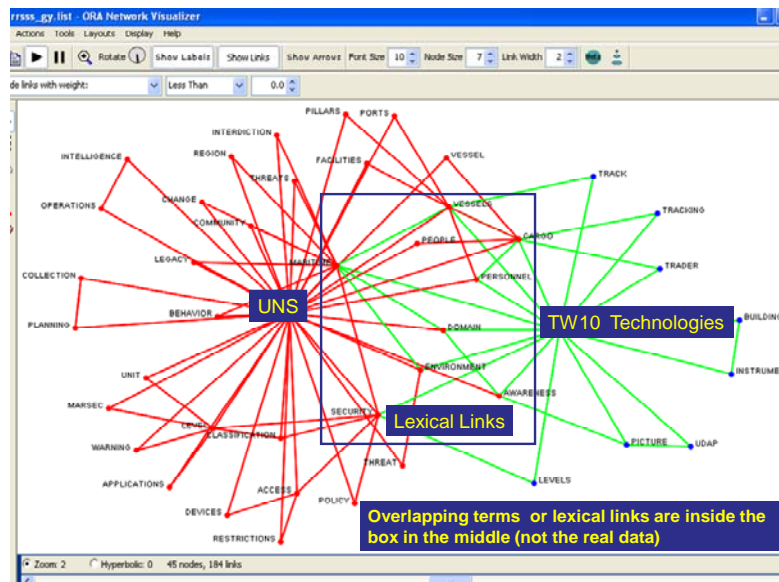 rrsss_gy.list - ORA Network Visualizer
Actions Tools Layouts Display Help
Rotate Show Labels Show Links Show Arrows Font Size 10 Node Size 7 Link Width 2 Meta
de links with weight: Less Than 0.0
PILLARS
PORTS
INTERDICTION
INTELLIGENCE
REGION
FACILITIES
VESSEL
THREATS
TRACK
OPERATIONS
CHANGE
VESSELS
TRACKING
COMMUNITY
PEOPLE
CARGO
LEGACY
MARITIME
TRADER
COLLECTION
PERSONNEL
UNS
BEHAVIOR
TW10 Technologies
BUILDING
PLANNING
DOMAIN
UNIT
ENVIRONMENT
INSTRUME
AWARENESS
MARSEC
SECURITY
Lexical Links
LEVEL
CLASSIFICATION
WARNING
PICTURE
UDAP
THREAT
APPLICATIONS
ACCESS
LEVELS
POLICY
DEVICES
Overlapping terms or lexical links are inside the
box in the middle (not the real data)
RESTRICTIONS
Zoom: 2 Hyperbolic: 0 45 nodes, 184 links